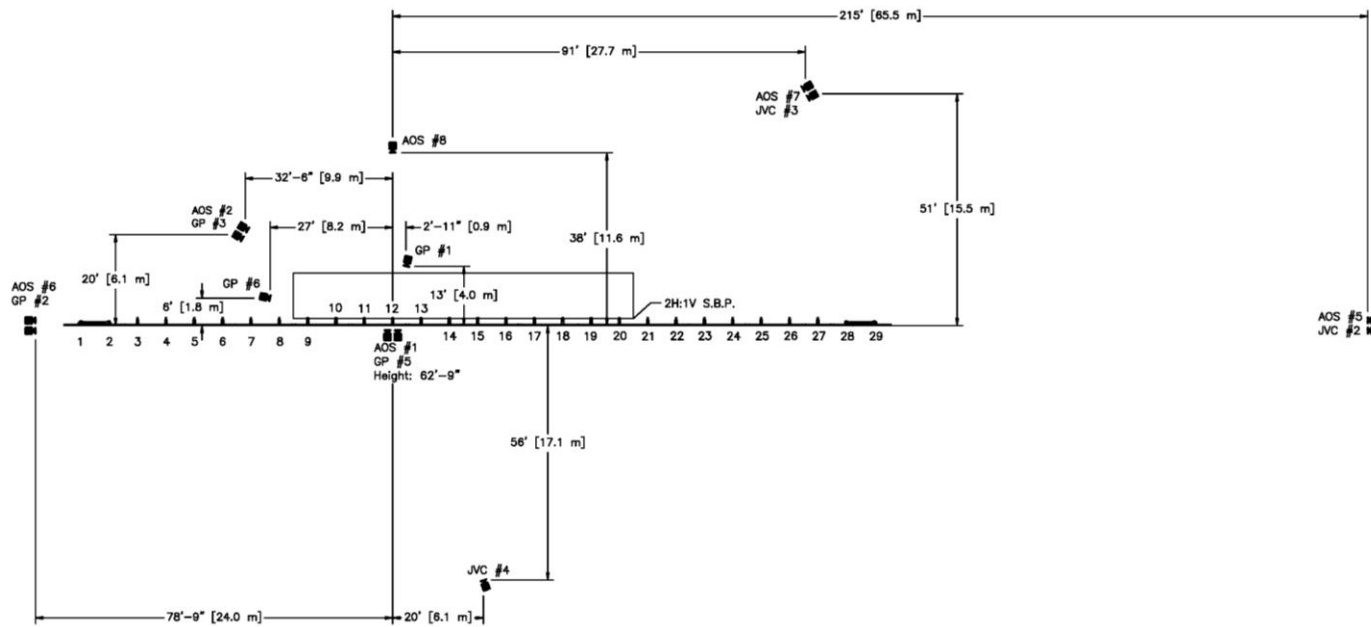 215' [65.5 m]
91' [27.7 m]
AOS #7
JVC #3
AOS #8
32'-6" [9.9 m]
AOS #2
GP #3
27' [8.2 m]
2'-11" [0.9 m]
51' [15.5 m]
38' [11.6 m]
GP #1
20' [6.1 m]
AOS #6
GP #2
GP #6
6' [1.8 m]
13' [4.0 m]
2H:1V S.B.P.
10 11 12 13
AOS #5
JVC #2
1 2 3 4 5 6 7 8 9 14 15 16 17 18 19 20 21 22 23 24 25 26 27 28 29
AOS #1
GP #5
Height: 62'-9"
56' [17.1 m]
JVC #4
78'-9" [24.0 m]
20' [6.1 m]